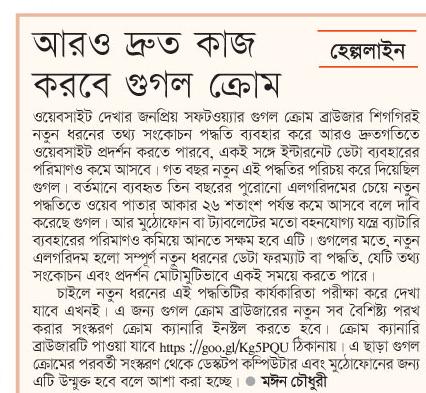 আরও দ্রুত কাজ
করবে গুগল ক্রোম
হেল্পলাইন
ওয়েবসাইট দেখার জনপ্রিয় সফটওয়্যার গুগল ক্রোম ব্রাউজার শিগগিরই
নতুন ধরনের তথ্য সংকোচন পদ্ধতি ব্যবহার করে আরও দ্রুতগতিতে
ওয়েবসাইট প্রদর্শন করতে পারবে, একই সঙ্গে ইন্টারনেট ডেটা ব্যবহারের
পরিমাণও কমে আসবে। গত বছর নতুন এই পদ্ধতির পরিচয় করে দিয়েছিল
গুগল। বর্তমানে ব্যবহৃত তিন বছরের পুরোনো এলগরিদমের চেয়ে নতুন
পদ্ধতিতে ওয়েব পাতার আকার ২৬ শতাংশ পর্যন্ত কমে আসবে বলে দাবি
করেছে গুগল। আর মুঠোফোন বা ট্যাবলেটের মতো বহনযোগ্য যন্ত্রে ব্যাটারি
ব্যবহারের পরিমাণও কমিয়ে আনতে সক্ষম হবে এটি। গুগলের মতে, নতুন
এলগরিদম হলো সম্পূর্ণ নতুন ধরনের ডেটা ফরম্যাট বা পদ্ধতি, যেটি তথ্য
সংকোচন এবং প্রদর্শন মোটামুটিভাবে একই সময়ে করতে পারে।
চাইলে নতুন ধরনের এই পদ্ধতিটির কার্যকারিতা পরীক্ষা করে দেখা
যাবে এখনই। এ জন্য গুগল ক্রোম ব্রাউজারের নতুন সব বৈশিষ্ট্য পরখ
করার সংস্করণ ক্রোম ক্যানারি ইনস্টল করতে হবে। ক্রোম ক্যানারি
ব্রাউজারটি পাওয়া যাবে https ://goo.gl/Kg5PQU ঠিকানায়। এ ছাড়া গুগল
ক্রোমের পরবর্তী সংস্করণ থেকে ডেস্কটপ কম্পিউটার এবং মুঠোফোনের জন্য
এটি উন্মুক্ত হবে বলে আশা করা হচ্ছে। ● মঈন চৌধুরী